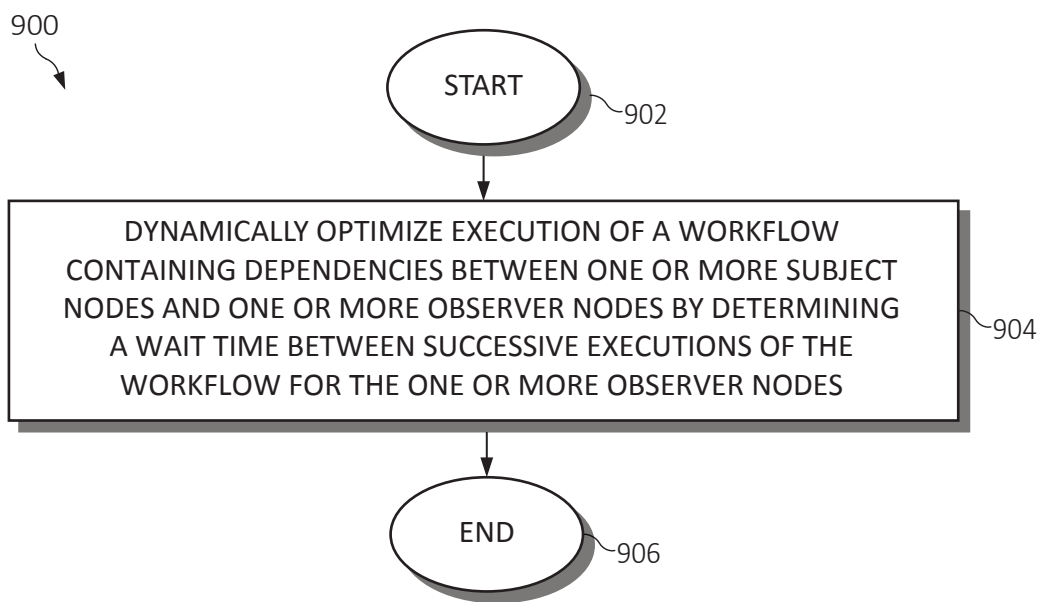 900
START
902
DYNAMICALLY OPTIMIZE EXECUTION OF A WORKFLOW
CONTAINING DEPENDENCIES BETWEEN ONE OR MORE SUBJECT
NODES AND ONE OR MORE OBSERVER NODES BY DETERMINING
A WAIT TIME BETWEEN SUCCESSIVE EXECUTIONS OF THE
WORKFLOW FOR THE ONE OR MORE OBSERVER NODES
904
END
906